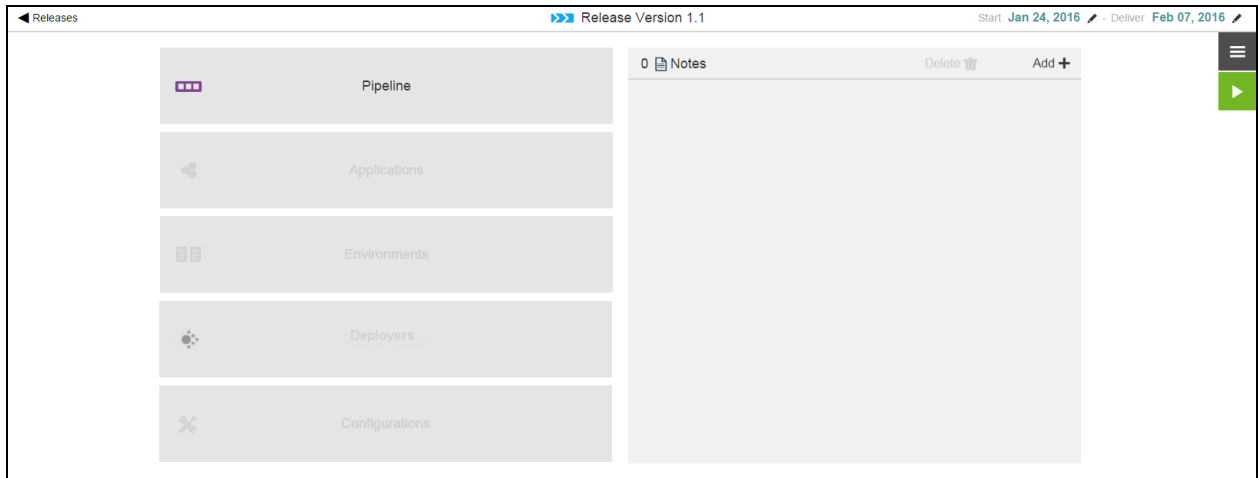 Releases
Release Version 1.1
Start Jan 24, 2016 - Deliver Feb 07, 2016
Pipeline
Applications
Environments
Deployers
Configurations
0 Notes Delete Add